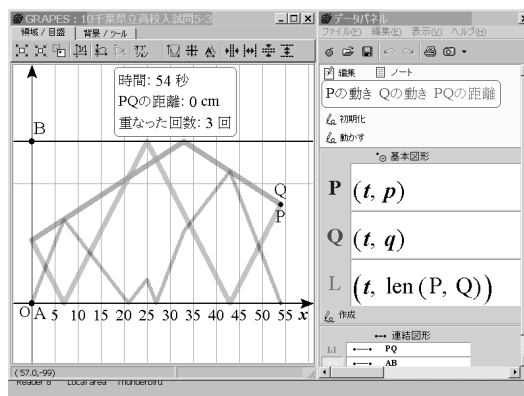 GRAPES : 10千葉県立高校入試問5-3
領域 / 目盛 背景 / ツール
時間: 54 秒
PQの距離: 0 cm
重なった回数: 3 回
B
Q
P
O A 5 10 15 20 25 30 35 40 45 50 55 x
(57.0,-99)
Reader 8 Local area Thunderbird
データパネル
ファイル(F) 編集(E) 表示(V) ヘルプ(H)
編集 ノート
Pの動き Qの動き PQの距離
初期化
動かす
基本図形
P (t, p)
Q (t, q)
L (t, len (P, Q))
作成
連結図形
L1 PQ
AB